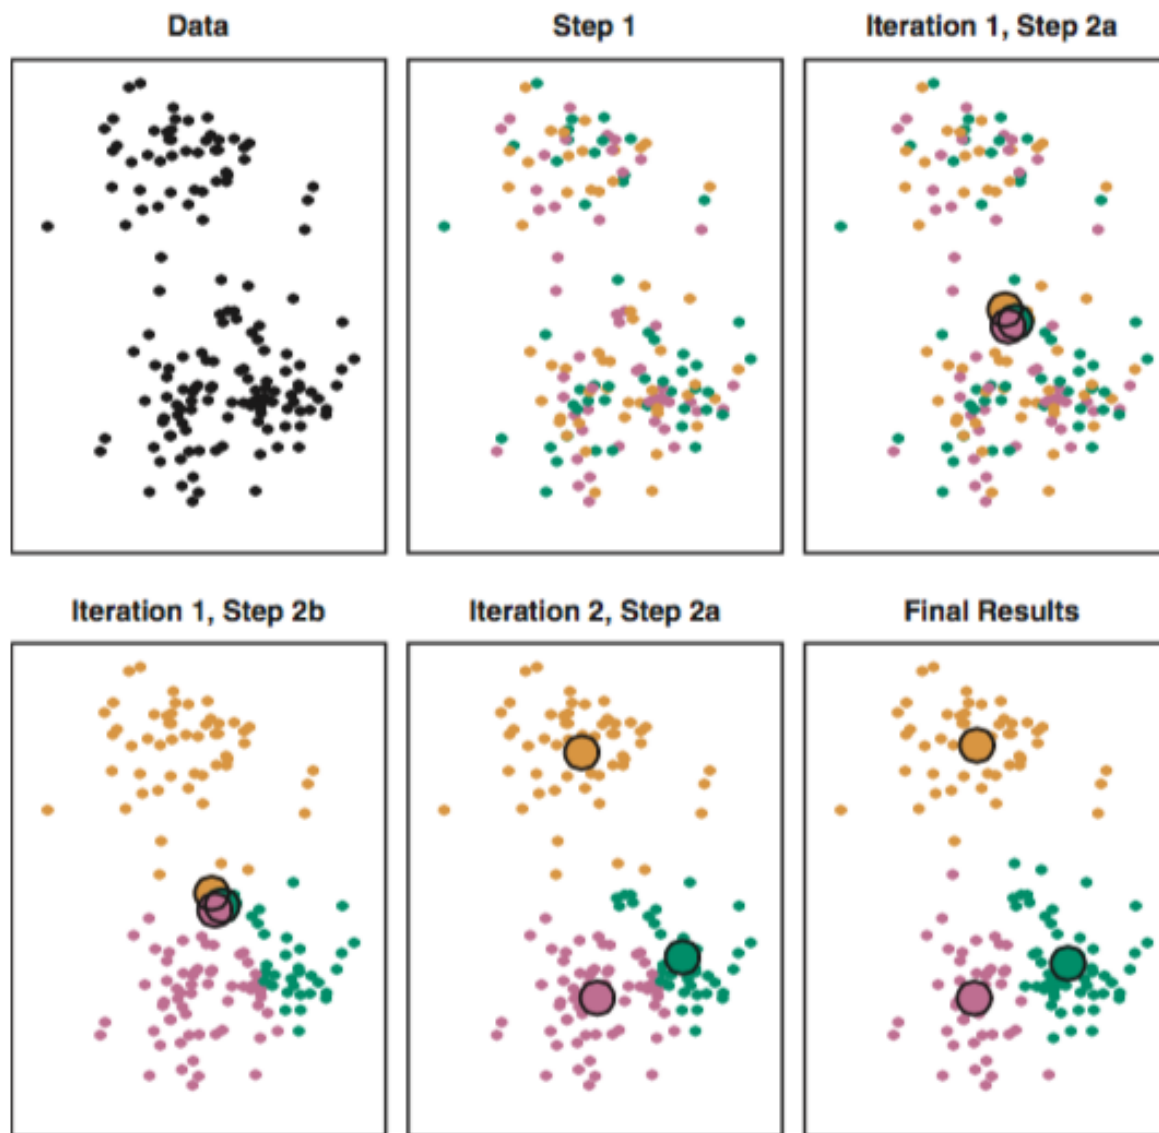 Data
Step 1
Iteration 1, Step 2a
Iteration 1, Step 2b
Iteration 2, Step 2a
Final Results